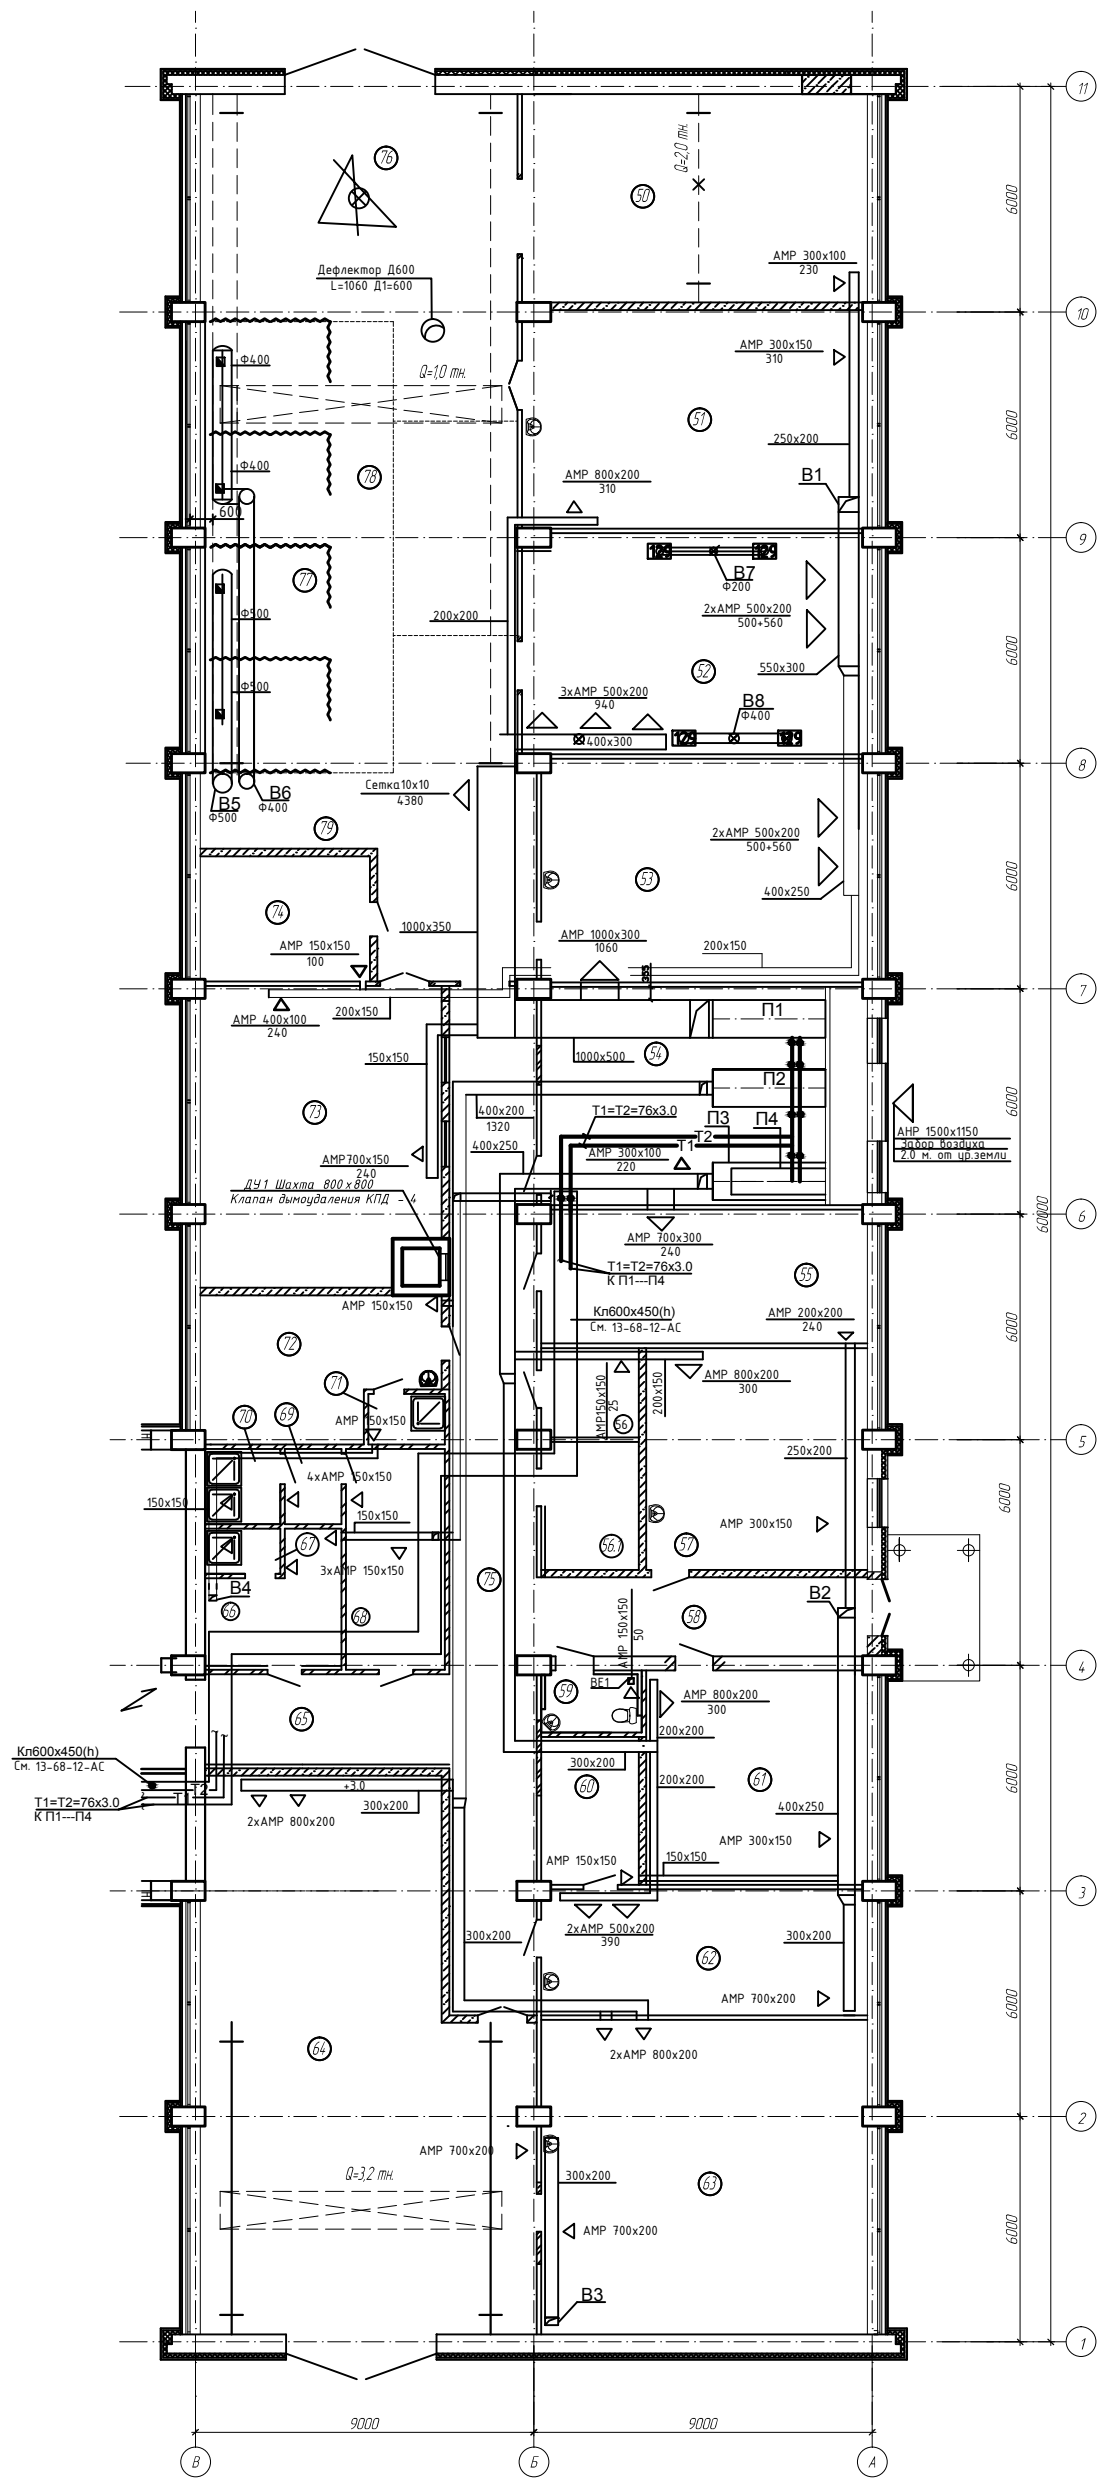 11
76
50
Q=2,0 тн.
6000
АМР 300х100
230
Дефлектор Д600
L=1060 Д1=600
10
АМР 300х150
310
Ф400
Q=1,0 тн.
51
6000
250х200
Ф400
78
АМР 800х200
310
В1
600
9
129
129
В7
Ф200
77
2хАМР 500х200
500+560
Ф500
200х200
6000
52
550х300
Ф500
3хАМР 500х200
940
В8
Ф400
400х300
129
129
8
Сетка10х10
4380
В5
Ф500
В6
Ф400
79
2хАМР 500х200
500+560
53
6000
400х250
74
1000х350
АМР 150х150
100
АМР 1000х300
1060
200х150
355
7
АМР 400х100
240
200х150
П1
150х150
1000х500
54
П2
73
400х200
1320
Т1=Т2=76х3.0
П3
П4
6000
АНР 1500х1150
Забор воздуха
2.0 м. от ур.земли
400х250
Т2
Т1
АМР 300х100
220
АМР700х150
240
ДУ1 Шахта 800х800
Клапан дымоудаления КПД - 4
60000
6
АМР 700х300
240
Т1=Т2=76х3.0
К П1---П4
55
АМР 150х150
Кл600х450(h)
См. 13-68-12-АС
АМР 200х200
240
6000
72
71
АМР150х150
25
200х150
АМР 800х200
300
70
69
АМР 150х150
56
5
4хАМР 150х150
250х200
150х150
150х150
6000
АМР 300х150
67
56.1
57
3хАМР 150х150
75
В4
66
68
АМР 150х150
50
58
В2
4
59
ВЕ1
АМР 800х200
300
65
200х200
Кл600х450(h)
См. 13-68-12-АС
300х200
Т2
Т1
+3.0
60
200х200
61
6000
Т1=Т2=76х3.0
К П1---П4
300х200
400х250
2хАМР 800х200
АМР 300х150
АМР 150х150
150х150
3
2хАМР 500х200
390
300х200
300х200
62
АМР 700х200
6000
64
2хАМР 800х200
2
АМР 700х200
Q=3,2 тн.
300х200
63
6000
АМР 700х200
В3
1
9000
9000
В
Б
А